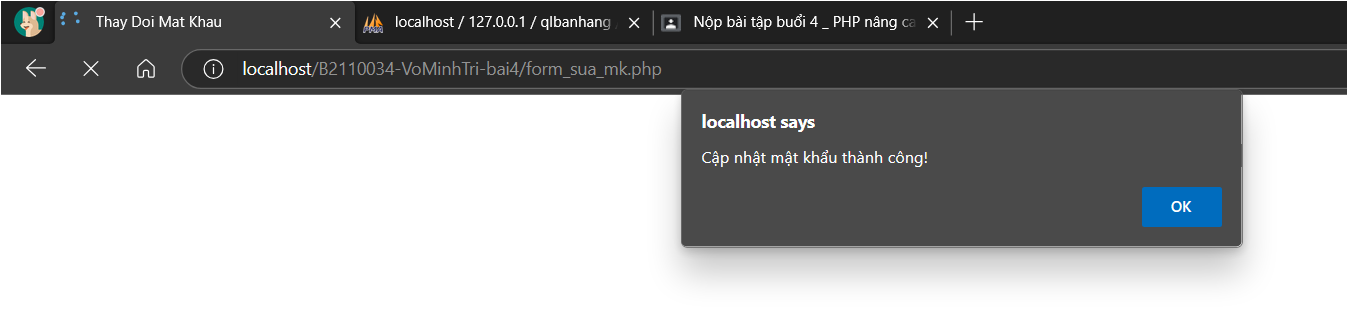 Thay Doi Mat Khau
localhost / 127.0.0.1 / qlbanhang
Nộp bài tập buổi 4 _ PHP nâng ca
localhost/B2110034-VoMinhTri-bai4/form_sua_mk.php
localhost says
Cập nhật mật khẩu thành công!
OK